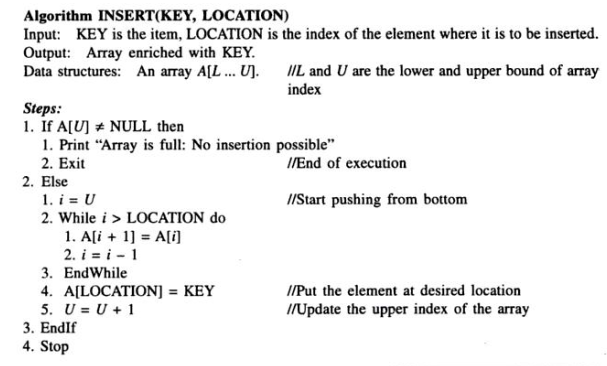 Algorithm INSERT(KEY, LOCATION)
Input: KEY is the item, LOCATION is the index of the element where it is to be inserted.
Output: Array enriched with KEY.
Data structures: An array A[L ... U]. //L and U are the lower and upper bound of array
index
Steps:
1. If A[U] ≠ NULL then
1. Print “Array is full: No insertion possible”
2. Exit //End of execution
2. Else
1. i = U //Start pushing from bottom
2. While i > LOCATION do
1. A[i + 1] = A[i]
2. i = i – 1
3. EndWhile
4. A[LOCATION] = KEY //Put the element at desired location
5. U = U + 1 //Update the upper index of the array
3. EndIf
4. Stop